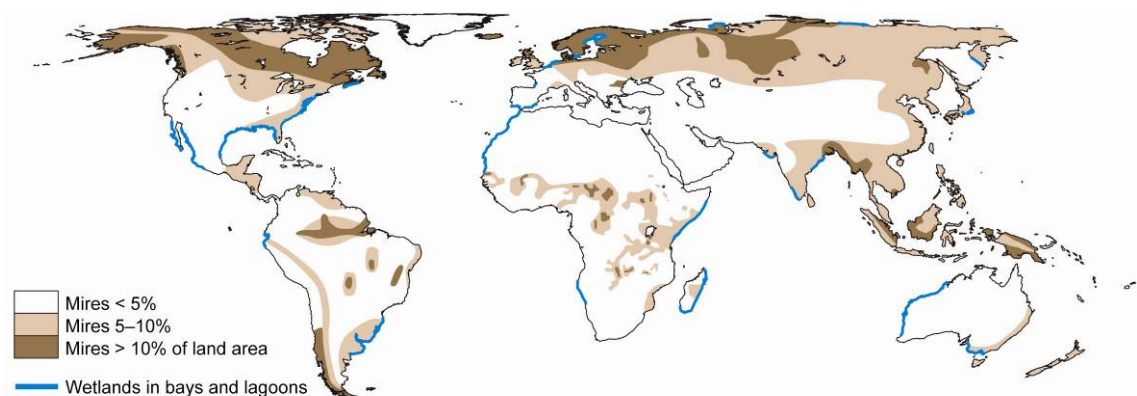 Mires < 5%
Mires 5–10%
Mires > 10% of land area
Wetlands in bays and lagoons